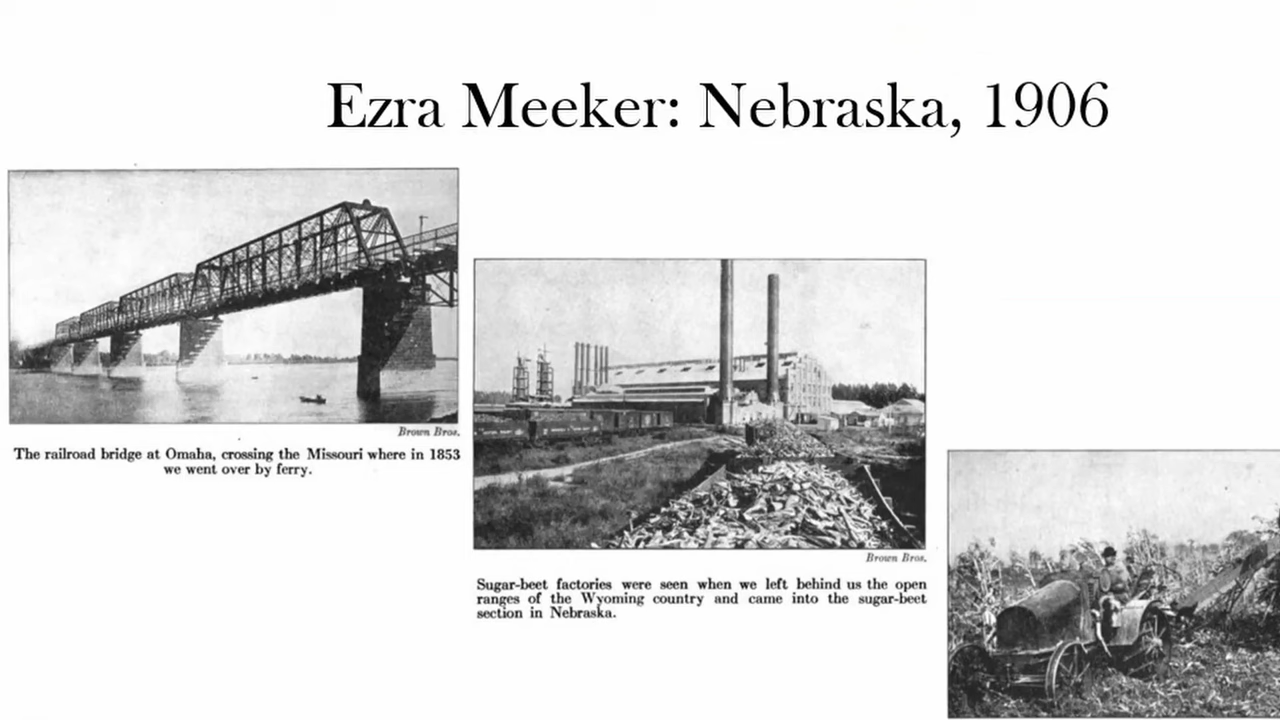 Ezra Meeker: Nebraska, 1906
Brown Bros.
The railroad bridge at Omaha, crossing the Missouri where in 1853
we went over by ferry.
Brown Bros.
Sugar-beet factories were seen when we left behind us the open
ranges of the Wyoming country and came into the sugar-beet
section in Nebraska.